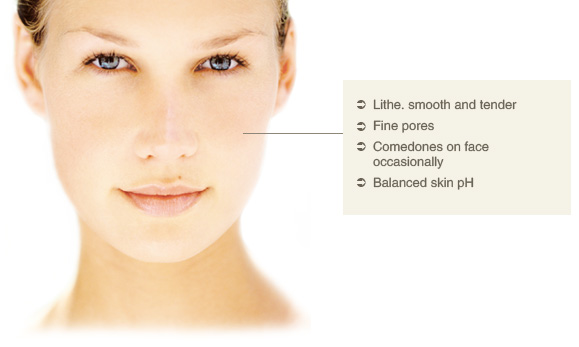 Lithe. smooth and tender
Fine pores
Comedones on face
occasionally
Balanced skin pH